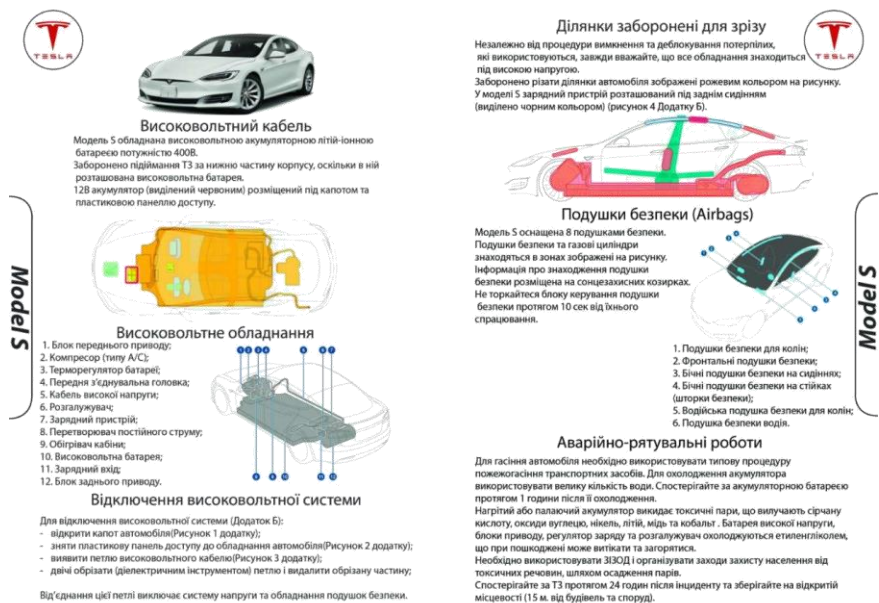 TESLA
Високовольтний кабель
Модель S обладнана високовольтною акумуляторною літій-іонною
батареєю потужністю 400В.
Заборонено підіймання ТЗ за нижню частину корпусу, оскільки в ній
розташована високовольтна батарея.
12В акумулятор (виділений червоним) розміщений під капотом та
пластиковою панеллю доступу.
Model S
Високовольтне обладнання
1. Блок переднього приводу;
2. Компресор (типу А/С);
3. Терморегулятор батареї;
4. Передня з'єднувальна головка;
5. Кабель високої напруги;
6. Розгалужувач;
7. Зарядний пристрій;
8. Перетворювач постійного струму;
9. Обігрівач кабіни;
10. Високовольтна батарея;
11. Зарядний вхід;
12. Блок заднього приводу.
Відключення високовольтної системи
Для відключення високовольтної системи (Додаток Б):
- відкрити капот автомобіля(Рисунок 1 додатку);
- зняти пластикову панель доступу до обладнання автомобіля(Рисунок 2 додатку);
- виявити петлю високовольтного кабелю(Рисунок 3 додатку);
- двічі обрізати (діелектричним інструментом) петлю і видалити обрізану частину;
Від'єднання цієї петлі виключає систему напруги та обладнання подушок безпеки.
Ділянки заборонені для зрізу
TESLA
Незалежно від процедури вимкнення та деблокування потерпілих,
які використовуються, завжди вважайте, що все обладнання знаходиться
під високою напругою.
Заборонено різати ділянки автомобіля зображені рожевим кольором на рисунку.
У моделі S зарядний пристрій розташований під заднім сидінням
(виділено чорним кольором) (рисунок 4 Додатку Б).
Подушки безпеки (Airbags)
Модель S оснащена 8 подушками безпеки.
Подушки безпеки та газові циліндри
знаходяться в зонах зображені на рисунку.
Інформація про знаходження подушки
безпеки розміщена на сонцезахисних козирках.
Не торкайтеся блоку керування подушки
безпеки протягом 10 сек від їхнього
спрацювання.
Model S
1. Подушки безпеки для колін;
2. Фронтальні подушки безпеки;
3. Бічні подушки безпеки на сидіннях;
4. Бічні подушки безпеки на стійках
(шторки безпеки);
5. Водійська подушка безпеки для колін;
6. Подушка безпеки водія.
Аварійно-рятувальні роботи
Для гасіння автомобіля необхідно використовувати типову процедуру
пожежогасіння транспортних засобів. Для охолодження акумулятора
використовувати велику кількість води. Спостерігайте за акумуляторною батареєю
протягом 1 години після її охолодження.
Нагрітий або палаючий акумулятор викидає токсичні пари, що вилучають сірчану
кислоту, оксиди вуглецю, нікель, літій, мідь та кобальт . Батарея високої напруги,
блоки приводу, регулятор заряду та розгалужувач охолоджуються етиленгліколем,
що при пошкоджені може витікати та загорятися.
Необхідно використовувати ЗІЗОД і організувати заходи захисту населення від
токсичних речовин, шляхом осадження парів.
Спостерігайте за ТЗ протягом 24 годин після інциденту та зберігайте на відкритій
місцевості (15 м. від будівель та споруд).